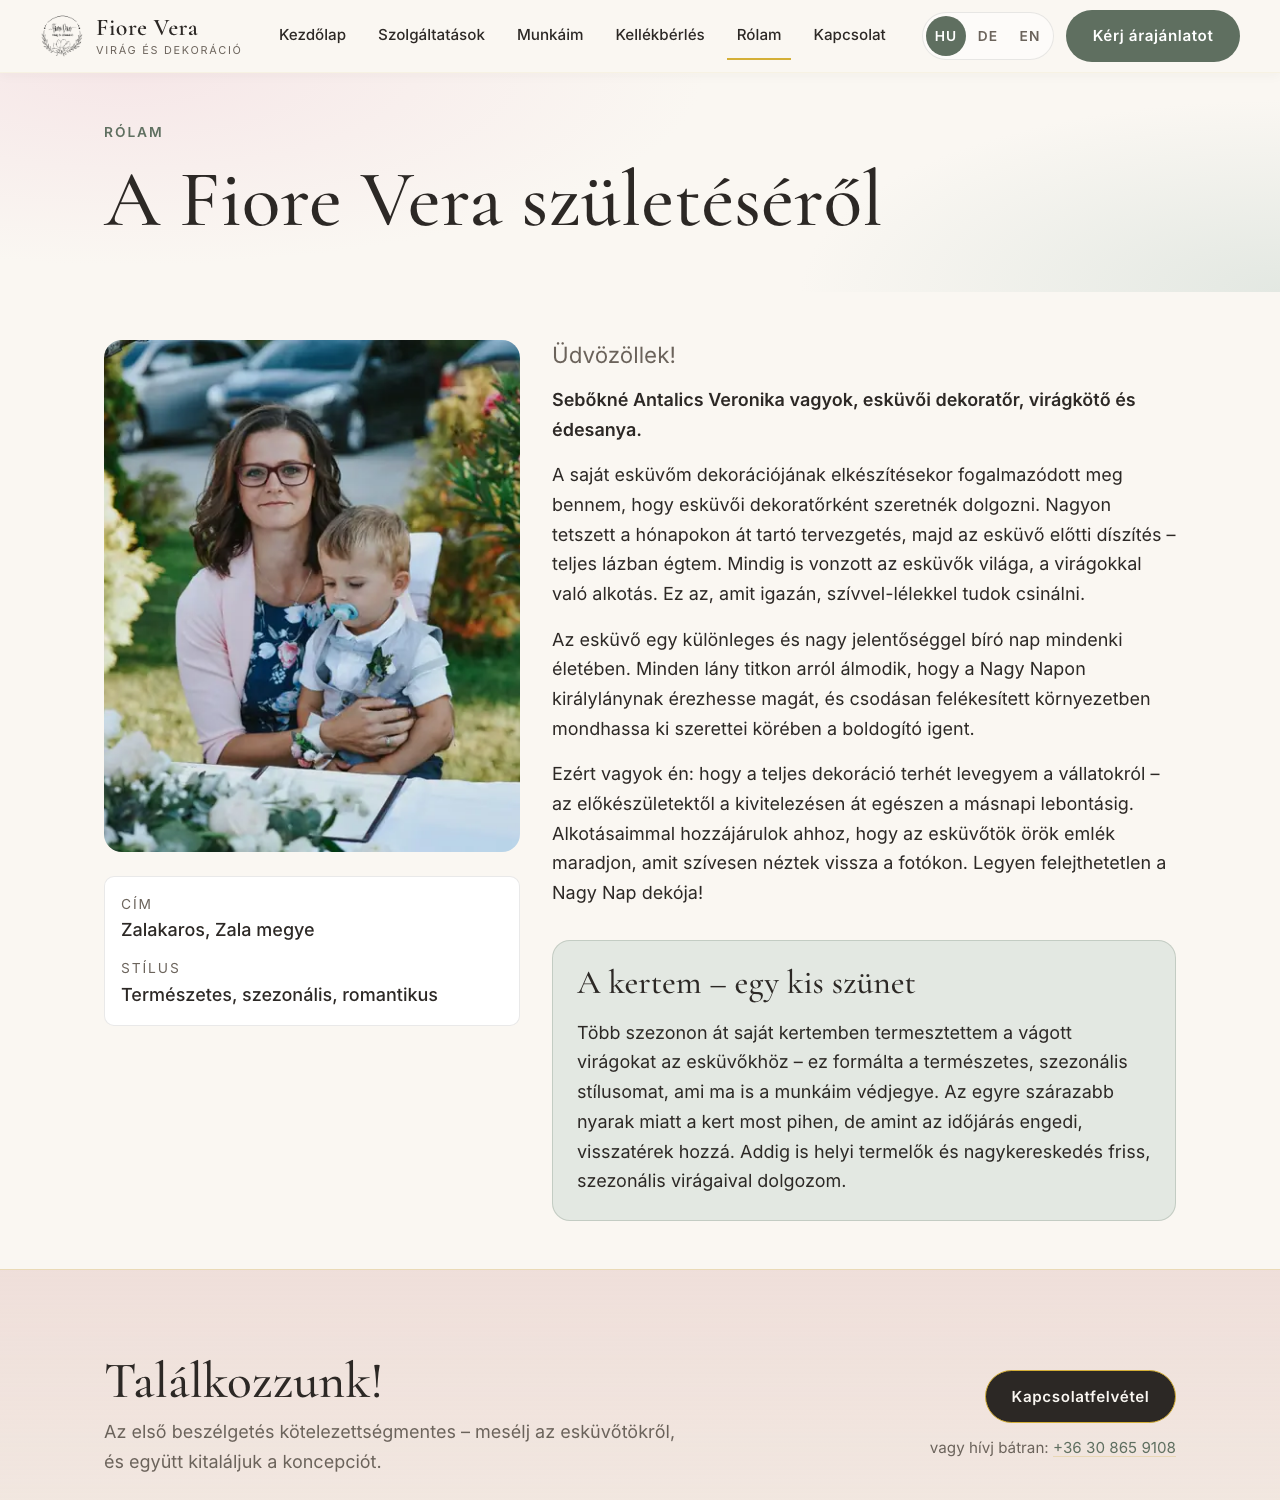 Fiore Vera
VIRÁG ÉS DEKORÁCIÓ
Kezdőlap
Szolgáltatások
Munkáim
Kellékbérlés
Rólam
Kapcsolat
HU
DE
EN
Kérj árajánlatot
RÓLAM
A Fiore Vera születéséről
Üdvözöllek!
Sebőkné Antalics Veronika vagyok, esküvői dekoratőr, virágkötő és
édesanya.
A saját esküvőm dekorációjának elkészítésekor fogalmazódott meg
bennem, hogy esküvői dekoratőrként szeretnék dolgozni. Nagyon
tetszett a hónapokon át tartó tervezgetés, majd az esküvő előtti díszítés –
teljes lázban égtem. Mindig is vonzott az esküvők világa, a virágokkal
való alkotás. Ez az, amit igazán, szívvel-lélekkel tudok csinálni.
Az esküvő egy különleges és nagy jelentőséggel bíró nap mindenki
életében. Minden lány titkon arról álmodik, hogy a Nagy Napon
királylánynak érezhesse magát, és csodásan felékesített környezetben
mondhassa ki szerettei körében a boldogító igent.
Ezért vagyok én: hogy a teljes dekoráció terhét levegyem a vállatokról –
az előkészületektől a kivitelezésen át egészen a másnapi lebontásig.
Alkotásaimmal hozzájárulok ahhoz, hogy az esküvőtök örök emlék
maradjon, amit szívesen néztek vissza a fotókon. Legyen felejthetetlen a
Nagy Nap dekója!
CÍM
Zalakaros, Zala megye
STÍLUS
Természetes, szezonális, romantikus
A kertem – egy kis szünet
Több szezonon át saját kertemben termesztettem a vágott
virágokat az esküvőkhöz – ez formálta a természetes, szezonális
stílusomat, ami ma is a munkáim védjegye. Az egyre szárazabb
nyarak miatt a kert most pihen, de amint az időjárás engedi,
visszatérek hozzá. Addig is helyi termelők és nagykereskedés friss,
szezonális virágaival dolgozom.
Találkozzunk!
Az első beszélgetés kötelezettségmentes – mesélj az esküvőtökről,
és együtt kitaláljuk a koncepciót.
Kapcsolatfelvétel
vagy hívj bátran: +36 30 865 9108